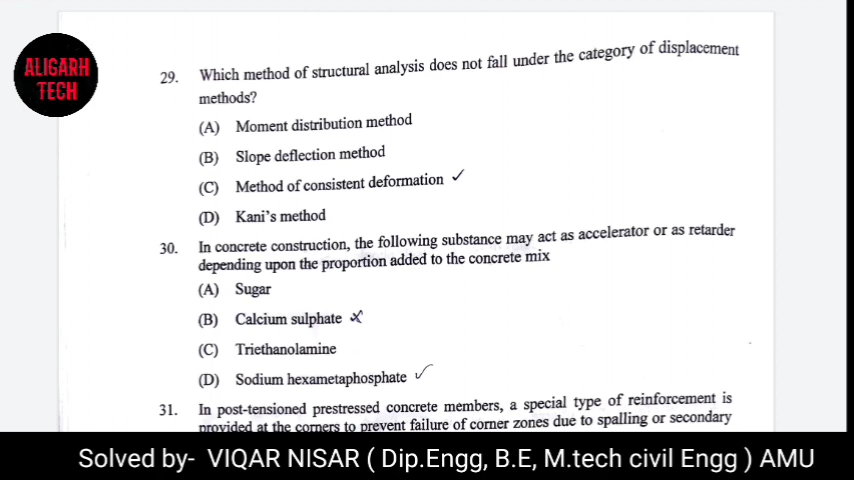 ALIGARH
TECH
29. Which method of structural analysis does not fall under the category of displacement
methods?
(A) Moment distribution method
(B) Slope deflection method
(C) Method of consistent deformation ✓
(D) Kani's method
30. In concrete construction, the following substance may act as accelerator or as retarder
depending upon the proportion added to the concrete mix
(A) Sugar
(B) Calcium sulphate ✗
(C) Triethanolamine
(D) Sodium hexametaphosphate ✓
31. In post-tensioned prestressed concrete members, a special type of reinforcement is
provided at the corners to prevent failure of corner zones due to spalling or secondary
Solved by- VIQAR NISAR ( Dip.Engg, B.E, M.tech civil Engg ) AMU